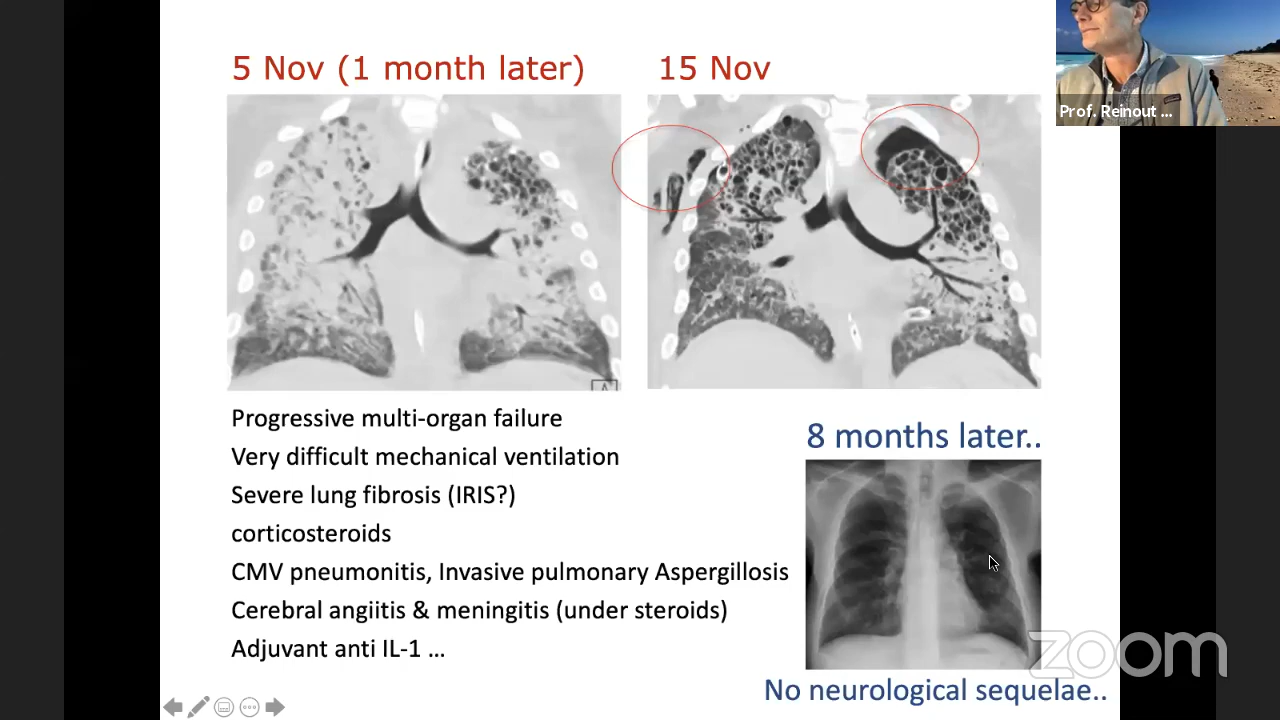 Prof. Reinout ...
5 Nov (1 month later)
15 Nov
A
Progressive multi-organ failure
Very difficult mechanical ventilation
Severe lung fibrosis (IRIS?)
corticosteroids
CMV pneumonitis, Invasive pulmonary Aspergillosis
Cerebral angiitis & meningitis (under steroids)
Adjuvant anti IL-1 ...
8 months later..
No neurological sequelae..
zoom